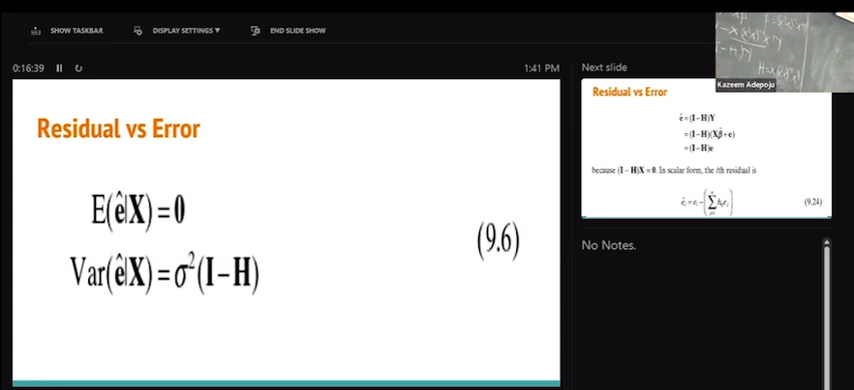 SHOW TASKBAR
DISPLAY SETTINGS ▼
END SLIDE SHOW
0:16:39
1:41 PM
Residual vs Error
E(ê|X)=0
Var(ê|X)=σ²(I−H)
(9.6)
Next slide
Kazeem Adepoju
Residual vs Error
ê=(I−H)Y
=(I−H)(Xβ+e)
=(I−H)e
because (I−H)X=0. In scalar form, the ith residual is
(9.24)
No Notes.